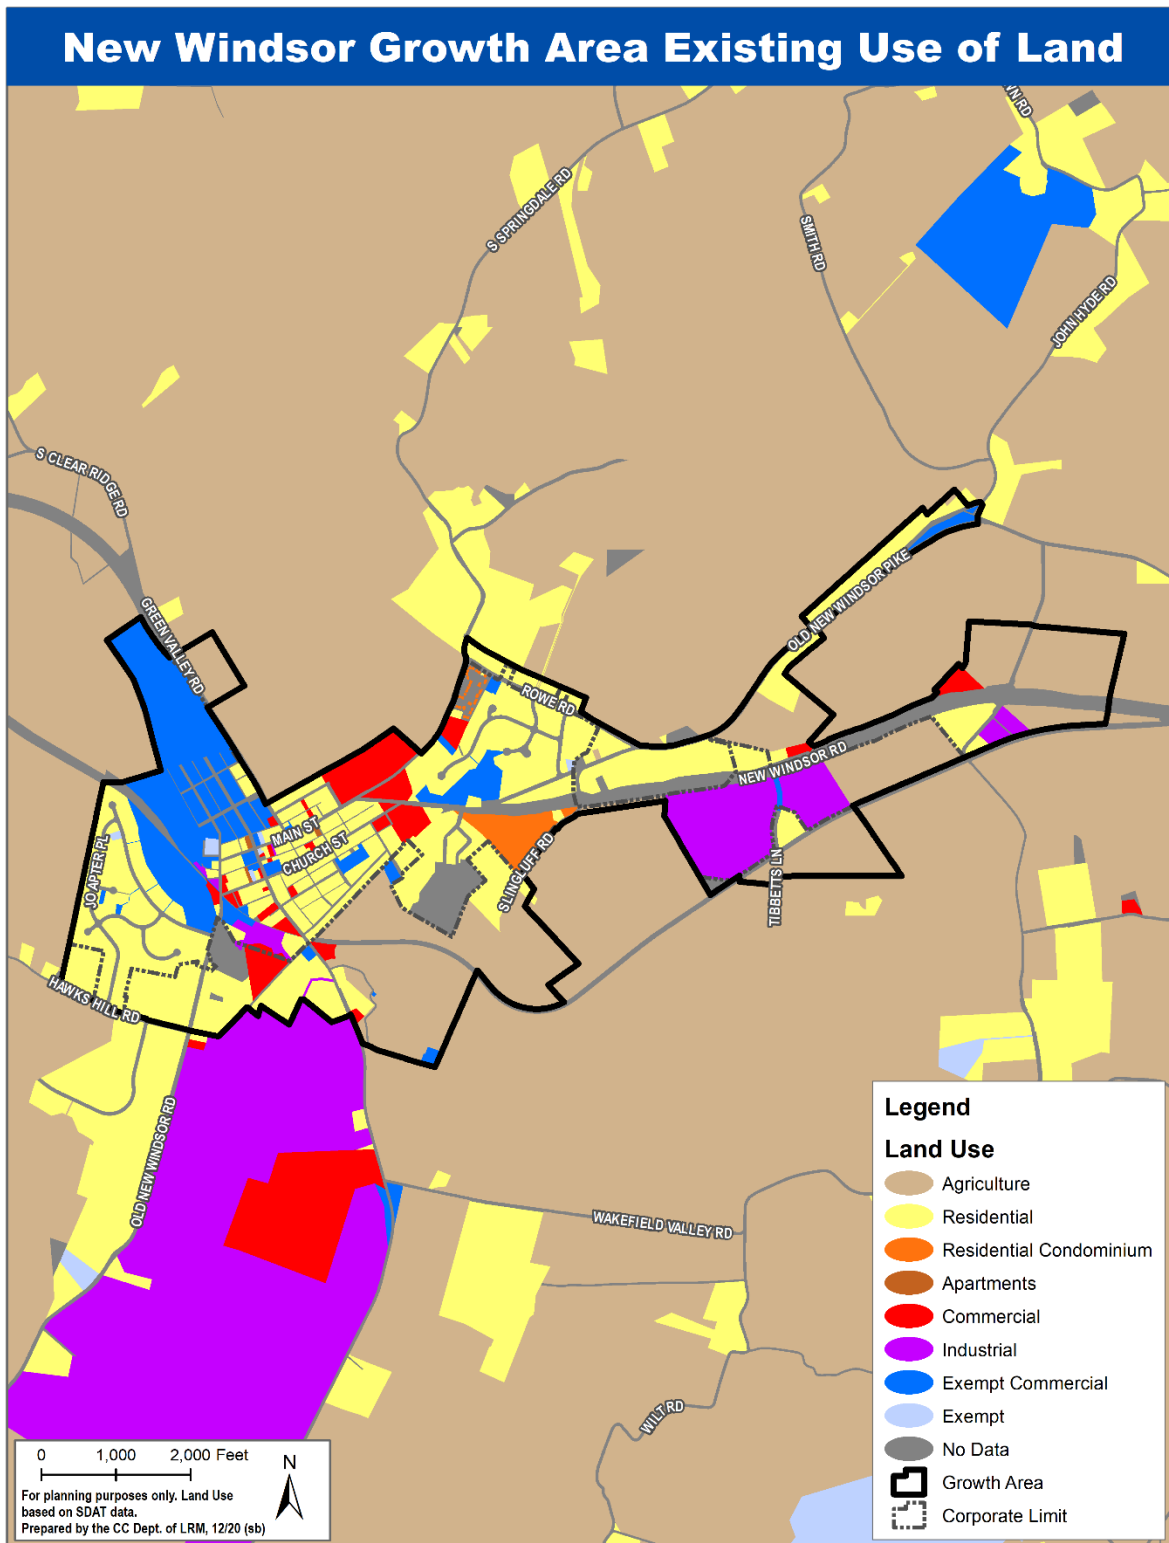 New Windsor Growth Area Existing Use of Land
S SPRINGDALE RD
SMITH RD
WN RD
JOHN HYDE RD
S CLEAR RIDGE RD
GREEN VALLEY RD
OLD NEW WINDSOR PIKE
ROWE RD
NEW WINDSOR RD
MAIN ST
CHURCH ST
JO APTER PL
SLINGLUFF RD
TIBBETTS LN
HAWKS HILL RD
OLD NEW WINDSOR RD
WAKEFIELD VALLEY RD
WILT RD
Legend
Land Use
Agriculture
Residential
Residential Condominium
Apartments
Commercial
Industrial
Exempt Commercial
Exempt
No Data
Growth Area
Corporate Limit
0 1,000 2,000 Feet
N
For planning purposes only. Land Use
based on SDAT data.
Prepared by the CC Dept. of LRM, 12/20 (sb)